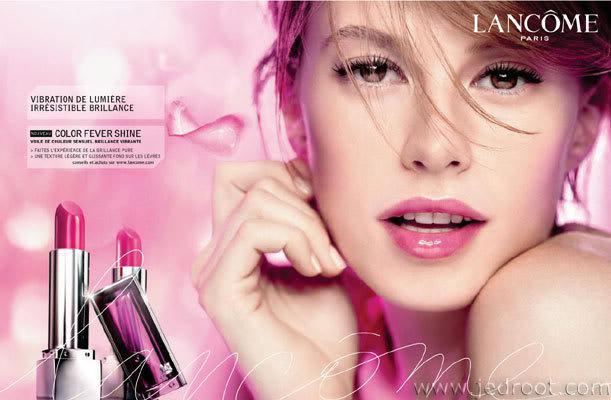 LANCÔME
PARIS
VIBRATION DE LUMIÈRE
IRRÉSISTIBLE BRILLANCE
NOUVEAU COLOR FEVER SHINE
VOILE DE COULEUR SENSUEL. BRILLANCE VIBRANTE
> FAITES L'EXPÉRIENCE DE LA BRILLANCE PURE
> UNE TEXTURE LÉGÈRE ET GLISSANTE FOND SUR LES LÈVRES
conseils et achats sur www.lancome.com
Lancôme
www.jedroot.com